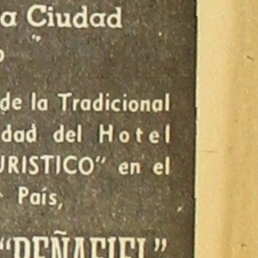 a Ciudad
o
de la Tradicional
dad del Hotel
URISTICO" en el
País,
"PEÑAFIEL"